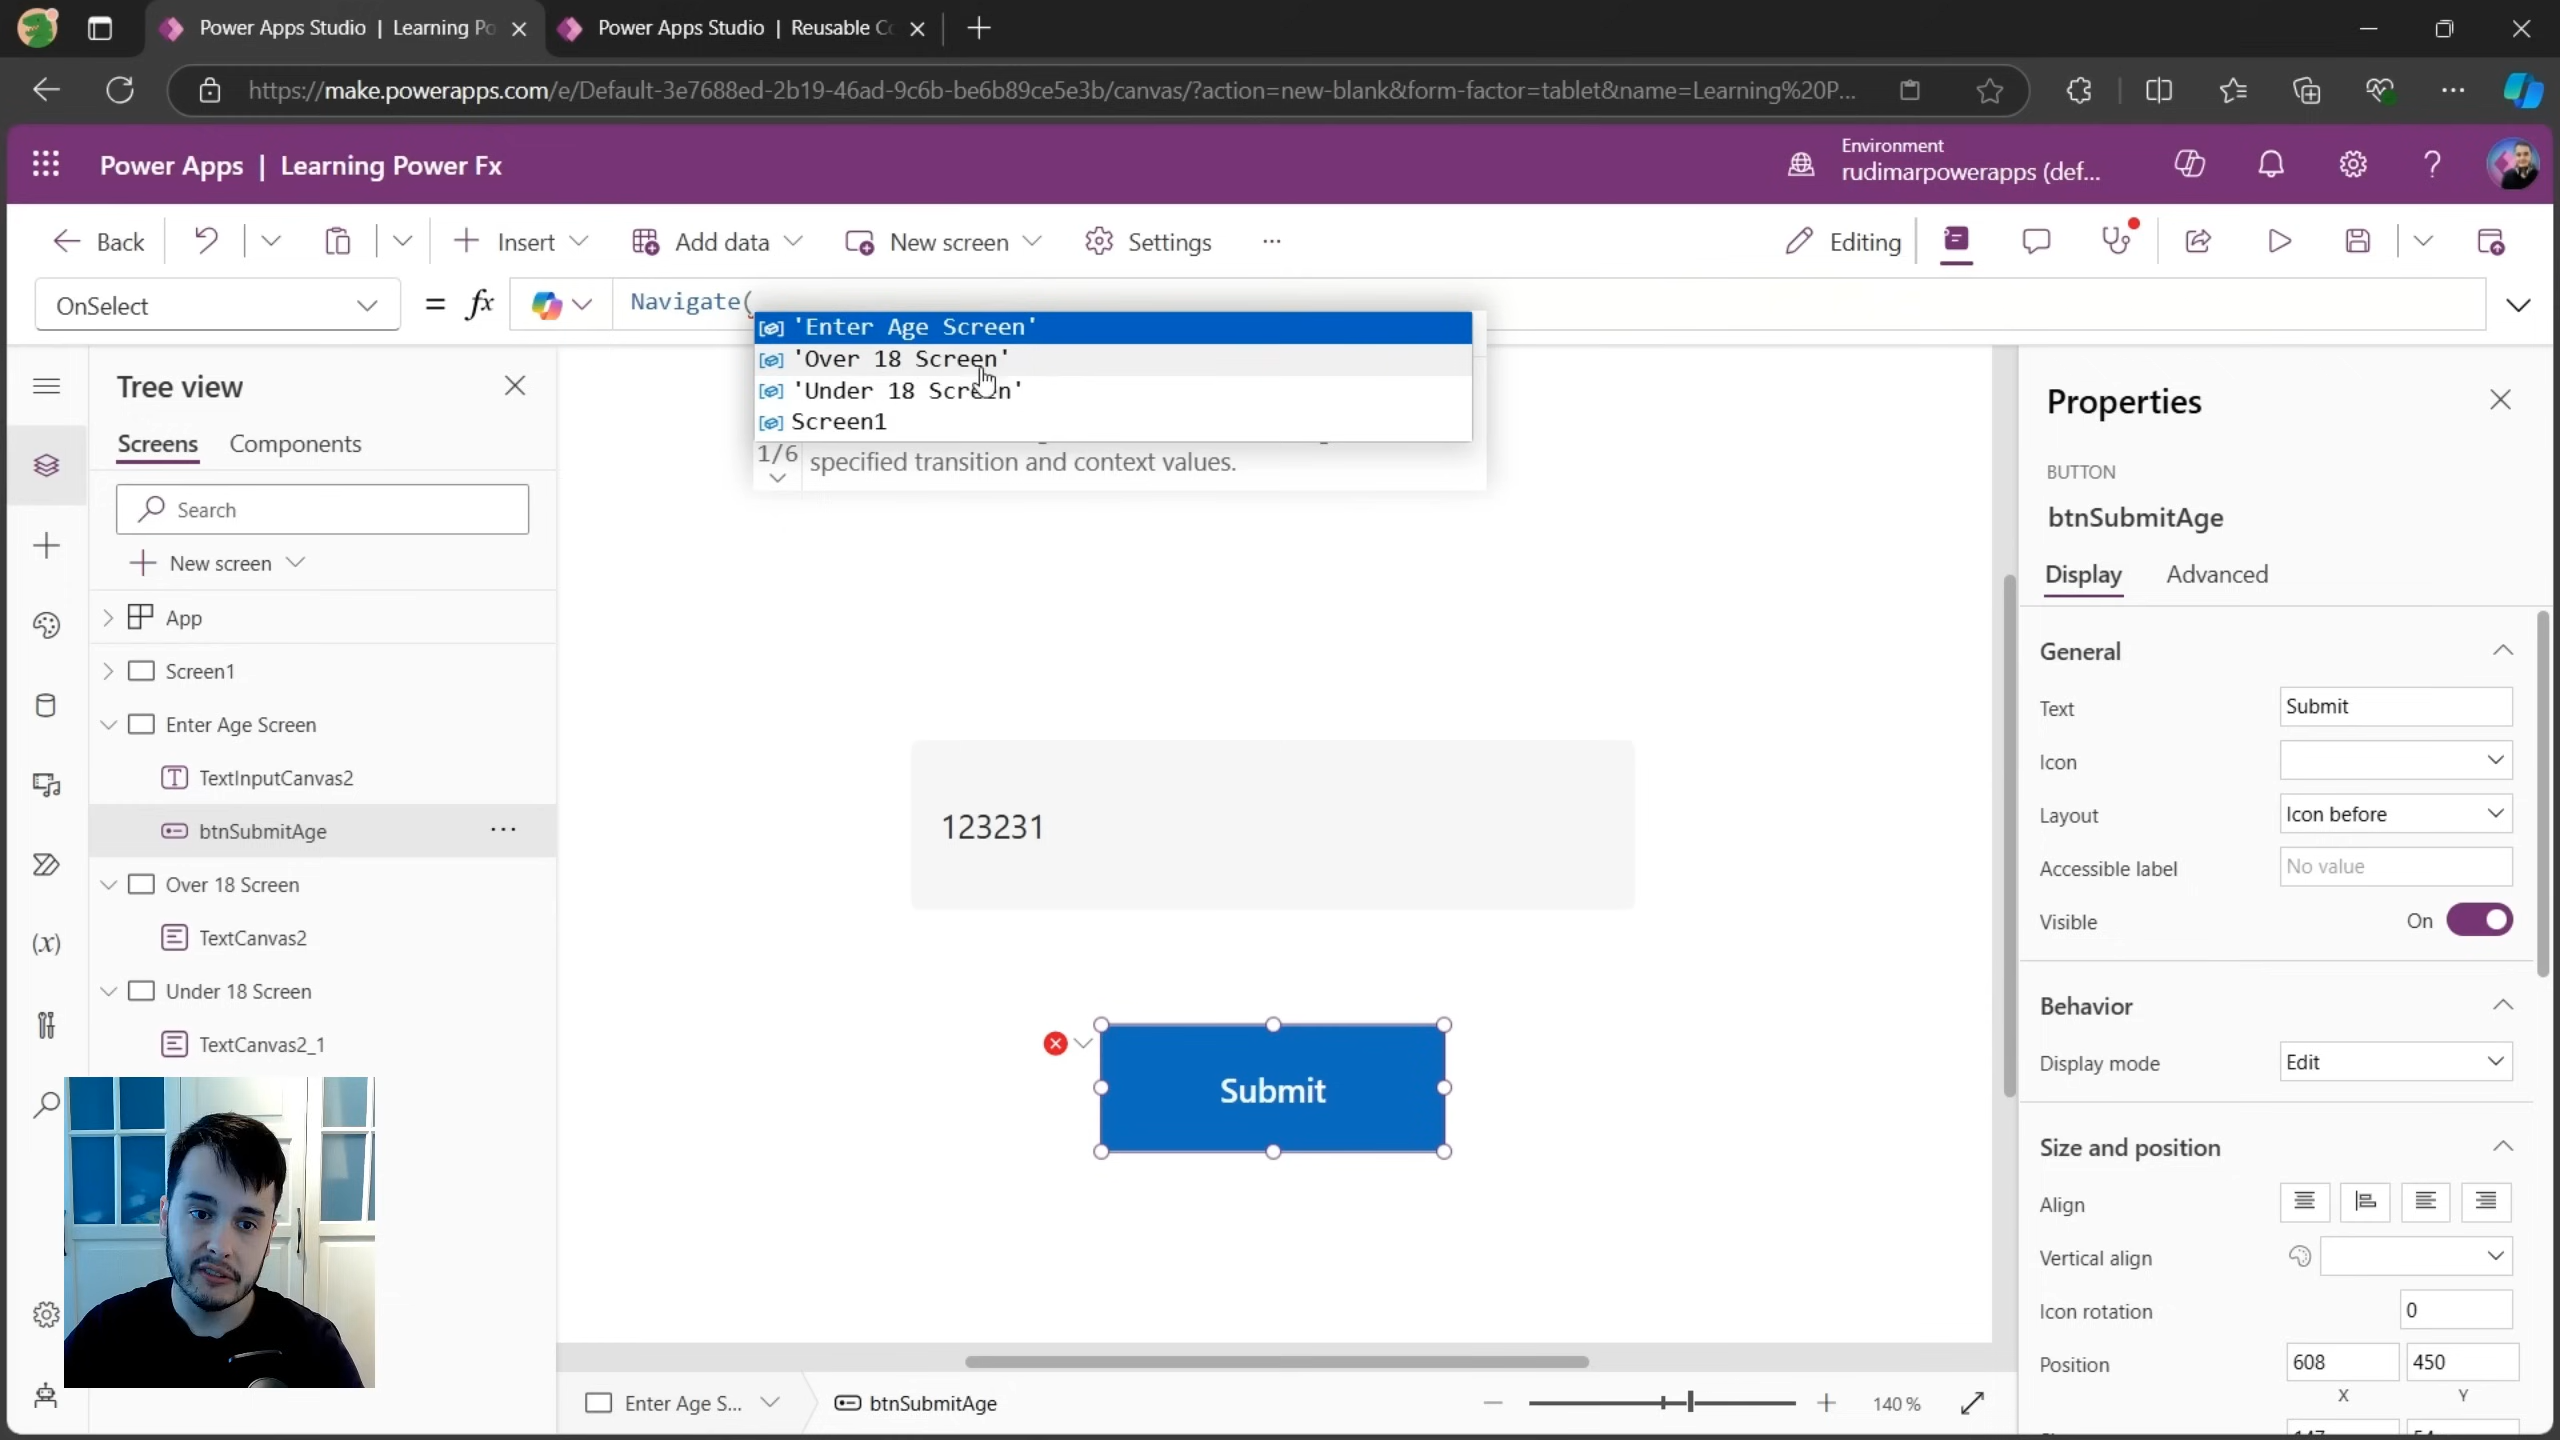 Power Apps Studio | Learning Po
Power Apps Studio | Reusable Co
https://make.powerapps.com/e/Default-3e7688ed-2b19-46ad-9c6b-be6b89ce5e3b/canvas/?action=new-blank&form-factor=tablet&name=Learning%20P...
Power Apps | Learning Power Fx
Environment
rudimarpowerapps (def...
Back
Insert
Add data
New screen
Settings
Editing
OnSelect
= fx
Navigate(
'Enter Age Screen'
'Over 18 Screen'
'Under 18 Screen'
Screen1
1/6
specified transition and context values.
Tree view
Screens
Components
Search
New screen
App
Screen1
Enter Age Screen
TextInputCanvas2
btnSubmitAge
Over 18 Screen
TextCanvas2
Under 18 Screen
TextCanvas2_1
123231
Submit
Enter Age S...
btnSubmitAge
140 %
Properties
BUTTON
btnSubmitAge
Display
Advanced
General
Text
Submit
Icon
Layout
Icon before
Accessible label
No value
Visible
On
Behavior
Display mode
Edit
Size and position
Align
Vertical align
Icon rotation
0
Position
608
450
X
Y